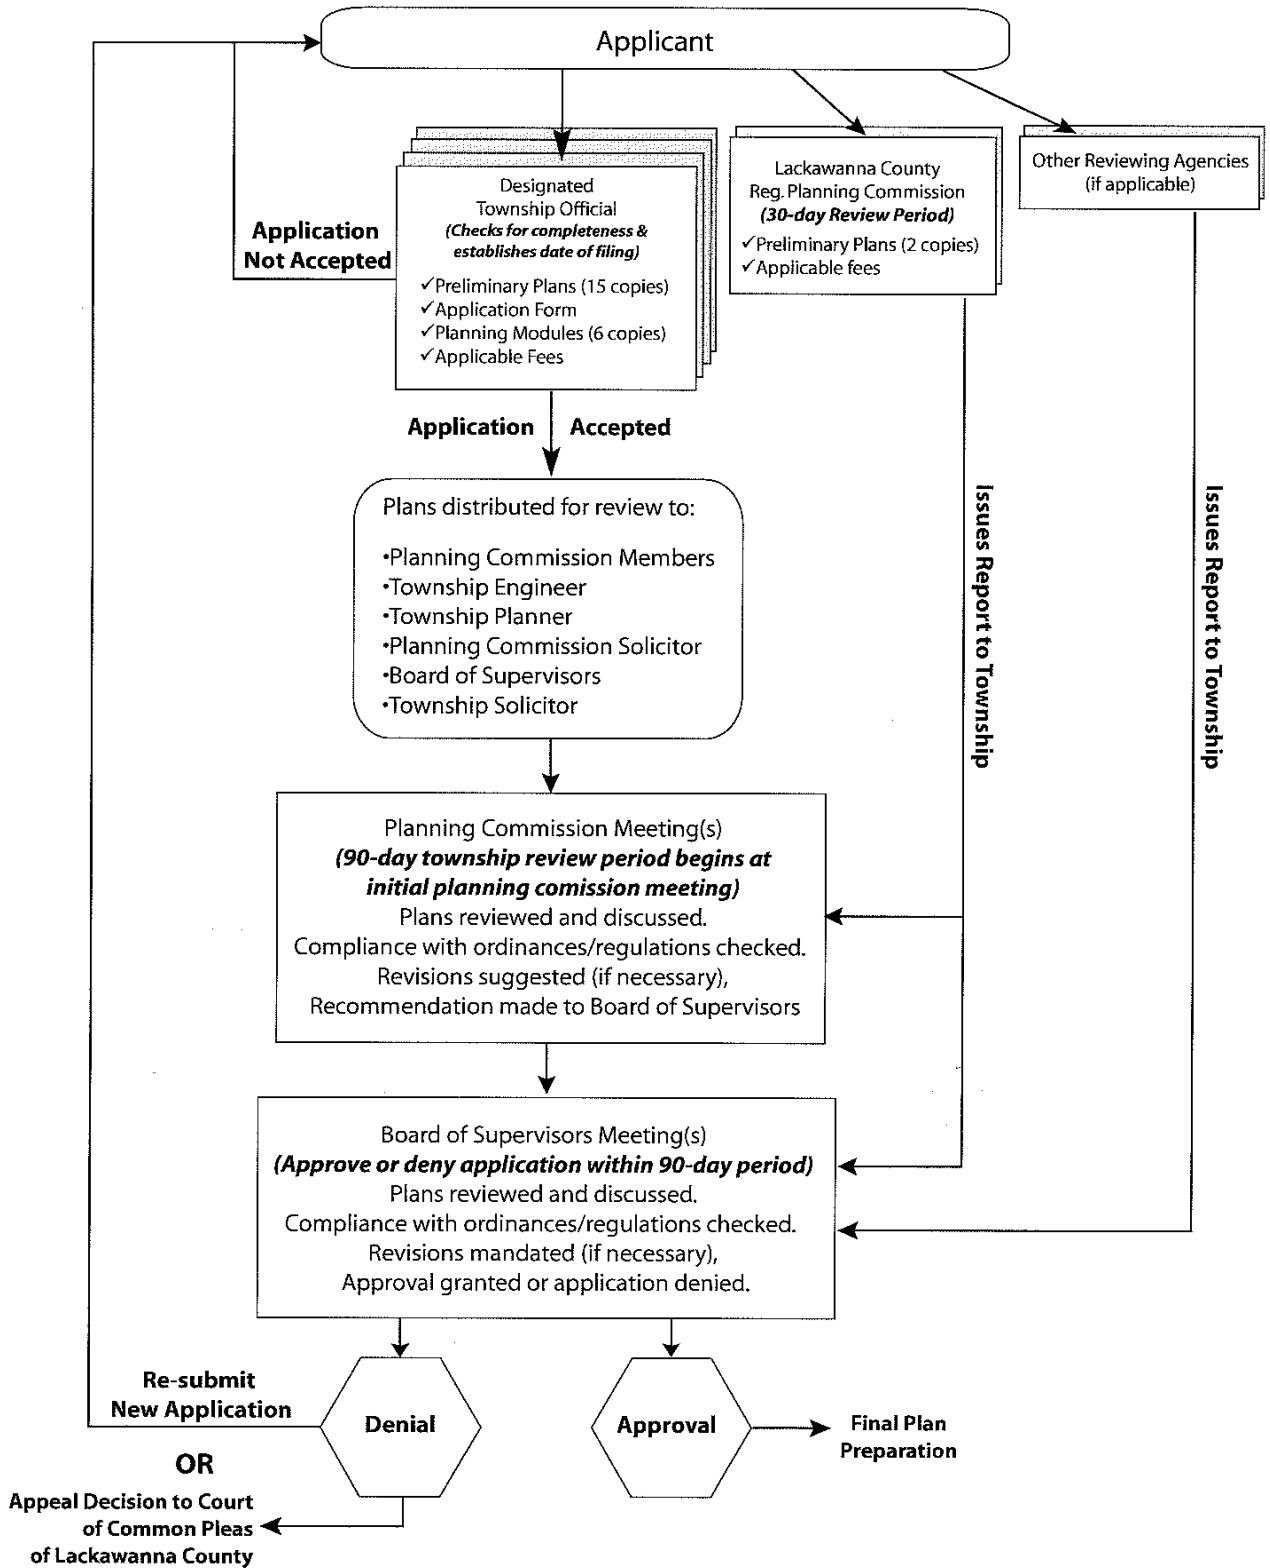 Applicant
Designated
Township Official
(Checks for completeness &
establishes date of filing)
✓Preliminary Plans (15 copies)
✓Application Form
✓Planning Modules (6 copies)
✓Applicable Fees
Lackawanna County
Reg. Planning Commission
(30-day Review Period)
✓Preliminary Plans (2 copies)
✓Applicable fees
Other Reviewing Agencies
(if applicable)
Application
Not Accepted
Application Accepted
Plans distributed for review to:
•Planning Commission Members
•Township Engineer
•Township Planner
•Planning Commission Solicitor
•Board of Supervisors
•Township Solicitor
Issues Report to Township
Issues Report to Township
Planning Commission Meeting(s)
(90-day township review period begins at
initial planning comission meeting)
Plans reviewed and discussed.
Compliance with ordinances/regulations checked.
Revisions suggested (if necessary),
Recommendation made to Board of Supervisors
Board of Supervisors Meeting(s)
(Approve or deny application within 90-day period)
Plans reviewed and discussed.
Compliance with ordinances/regulations checked.
Revisions mandated (if necessary),
Approval granted or application denied.
Re-submit
New Application
Denial
Approval
Final Plan
Preparation
OR
Appeal Decision to Court
of Common Pleas
of Lackawanna County